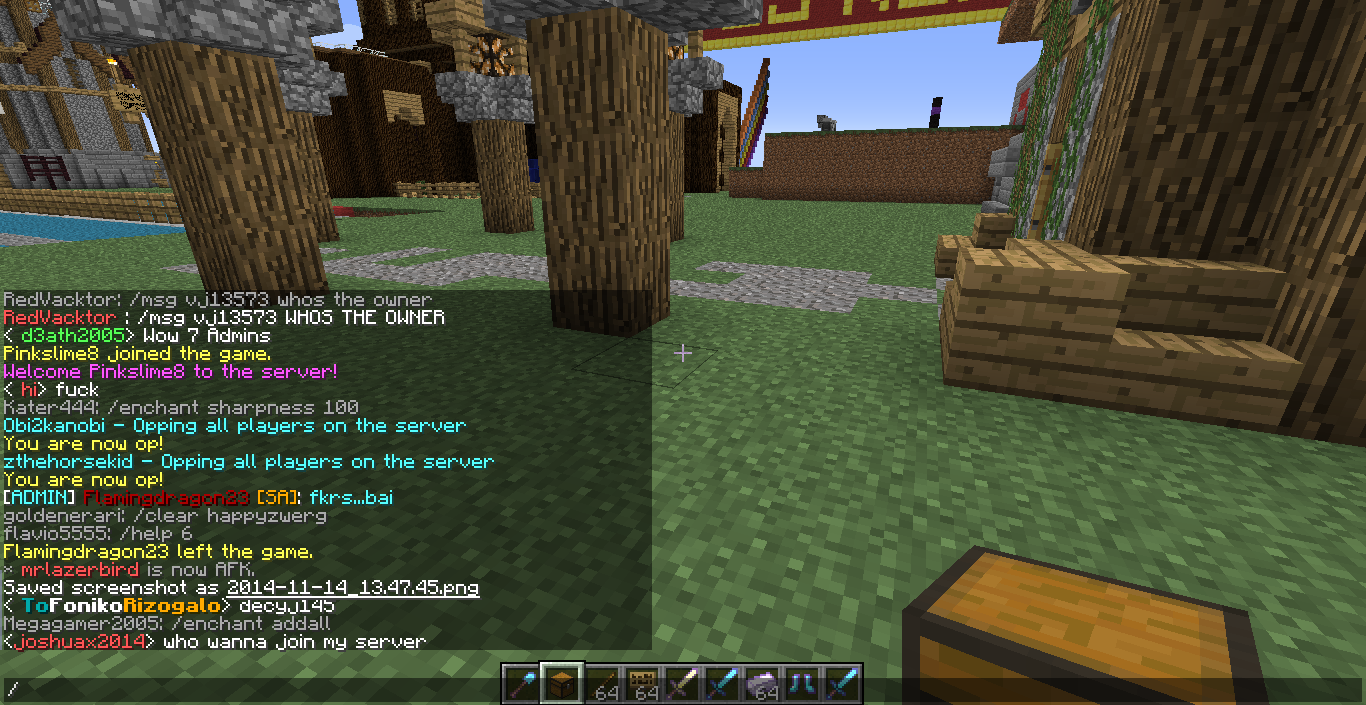 RedVacktor: /msg v.j13573 whos the owner
RedVacktor : /msg v.j13573 WHOS THE OWNER
< d3ath2005> Wow 7 Admins
Pinkslime8 joined the game.
Welcome Pinkslime8 to the server!
< hi> fuck
Kater444: /enchant sharpness 100
Obi2kanobi - Opping all players on the server
You are now op!
zthehorsekid - Opping all players on the server
You are now op!
[ADMIN] Flamingdragon23 [SA]: fkrs...bai
goldenerari: /clear happyzwerg
flavio5555: /help 6
Flamingdragon23 left the game.
* mrlazerbird is now AFK.
Saved screenshot as 2014-11-14_13.47.45.png
< ToFonikoRizogalo> decyj145
Megagamer2005: /enchant addall
<joshuax2014> who wanna join my server
/
64
64
64